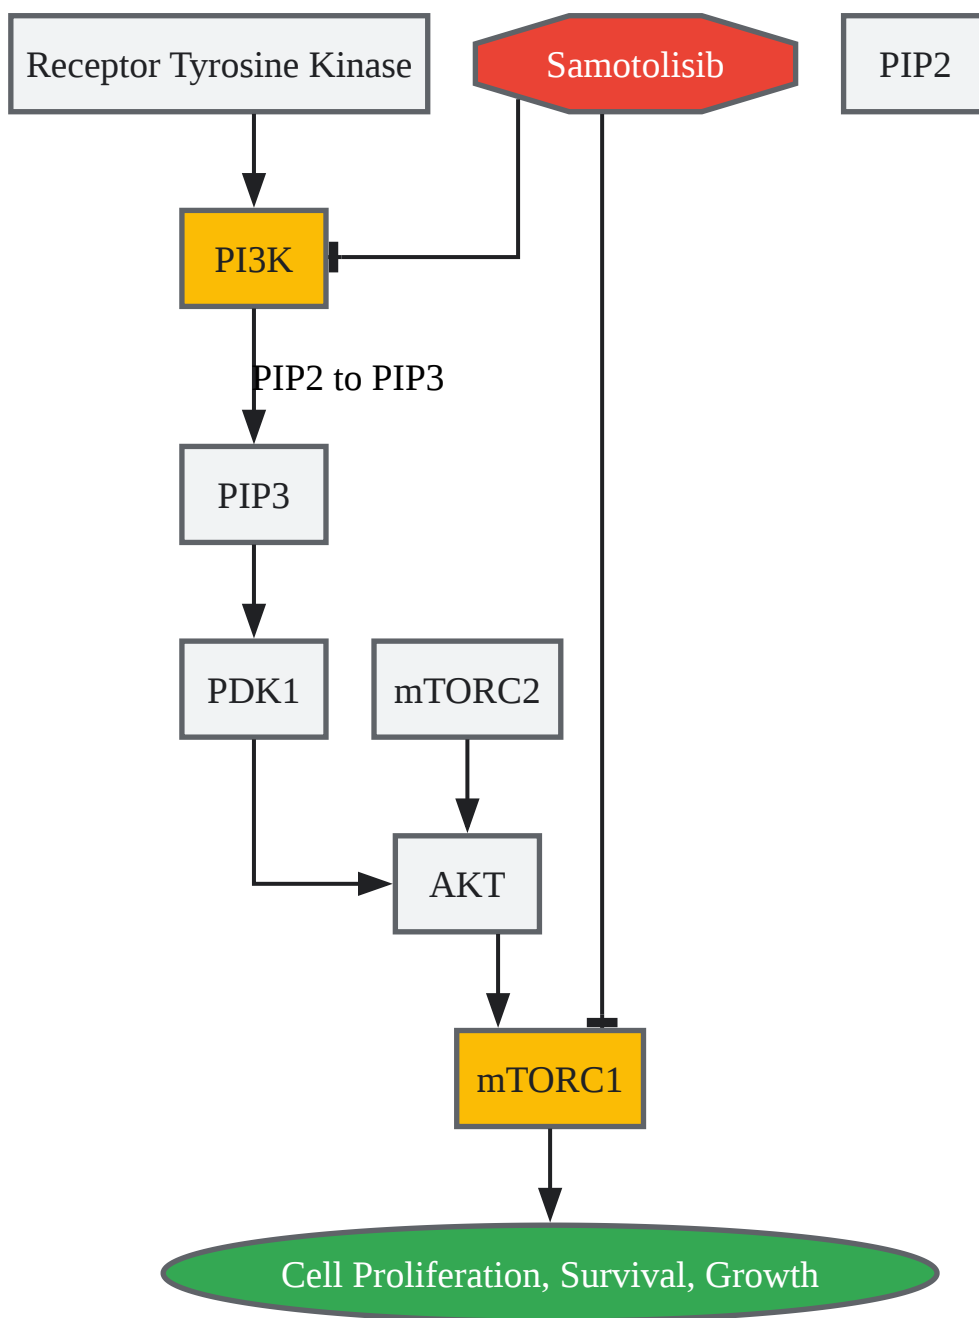 Receptor Tyrosine Kinase
Samotolisib
PIP2
PI3K
PIP2 to PIP3
PIP3
PDK1
mTORC2
AKT
mTORC1
Cell Proliferation, Survival, Growth